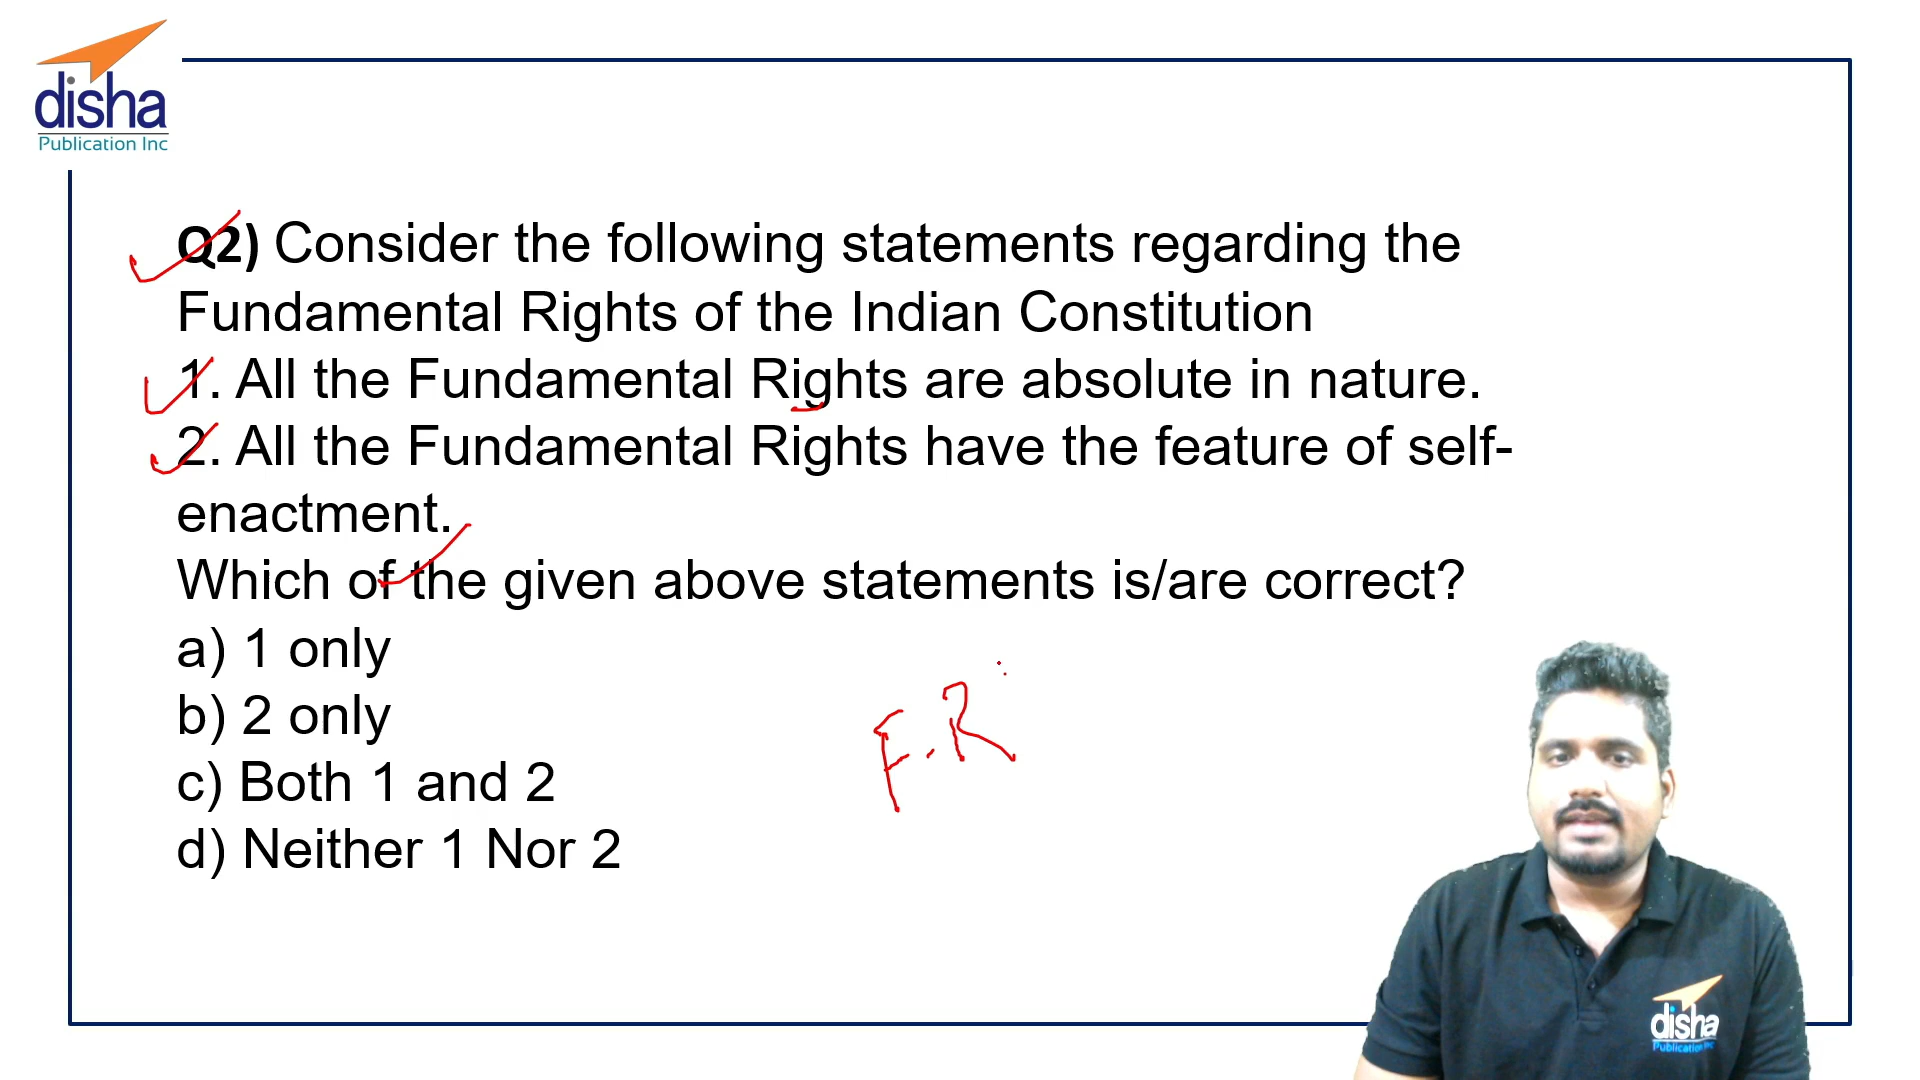 disha
Publication Inc
Q2) Consider the following statements regarding the
Fundamental Rights of the Indian Constitution
1. All the Fundamental Rights are absolute in nature.
2. All the Fundamental Rights have the feature of self-
enactment.
Which of the given above statements is/are correct?
a) 1 only
b) 2 only
c) Both 1 and 2
d) Neither 1 Nor 2
F.R
disha
Publication Inc